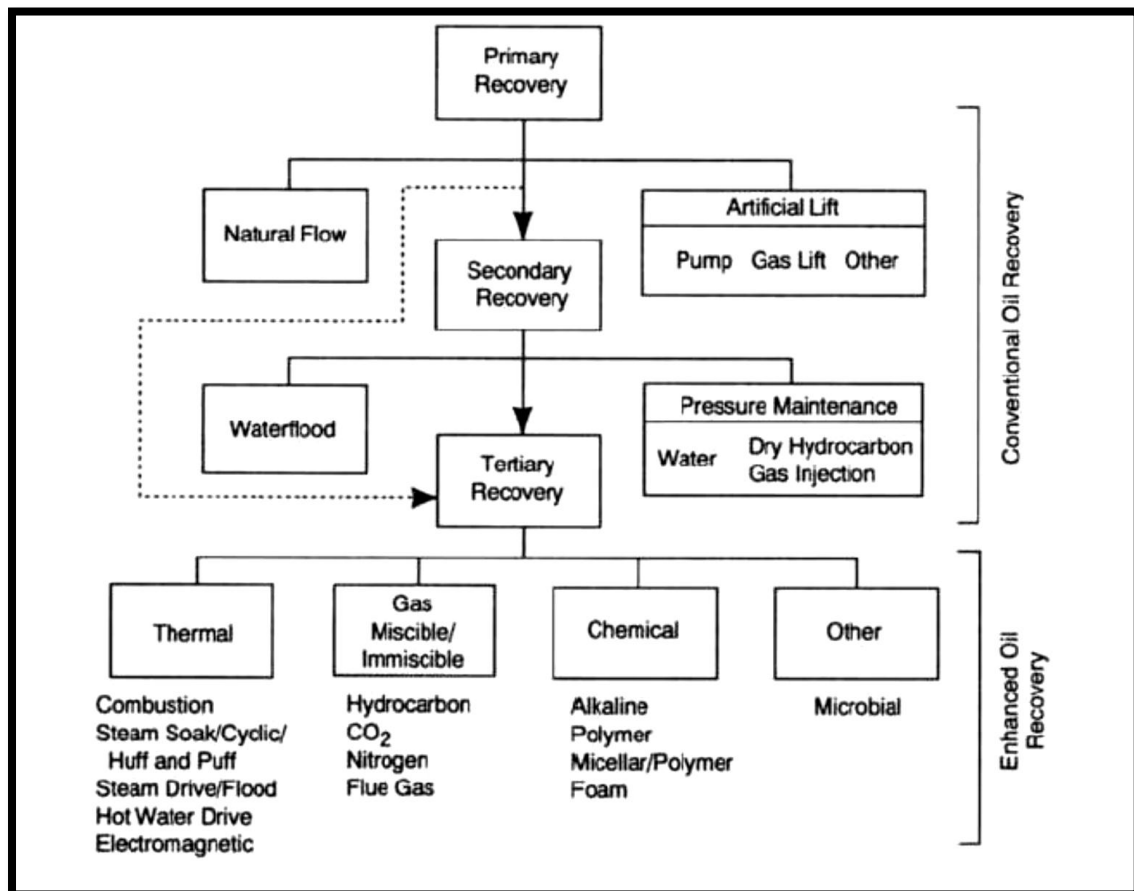 Primary
Recovery
Natural Flow
Artificial Lift
Pump Gas Lift Other
Secondary
Recovery
Waterflood
Pressure Maintenance
Water
Dry Hydrocarbon
Gas Injection
Tertiary
Recovery
Conventional Oil Recovery
Thermal
Gas
Miscible/
Immiscible
Chemical
Other
Combustion
Steam Soak/Cyclic/
Huff and Puff
Steam Drive/Flood
Hot Water Drive
Electromagnetic
Hydrocarbon
CO2
Nitrogen
Flue Gas
Alkaline
Polymer
Micellar/Polymer
Foam
Microbial
Enhanced Oil
Recovery